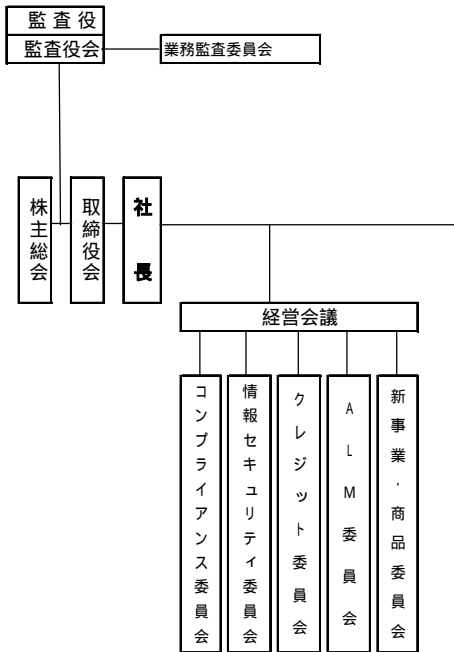 監査役
監査役会
業務監査委員会
株主総会
取締役会
社長
経営会議
コンプライアンス委員会
情報セキュリティ委員会
クレジット委員会
ALM委員会
新事業・商品委員会